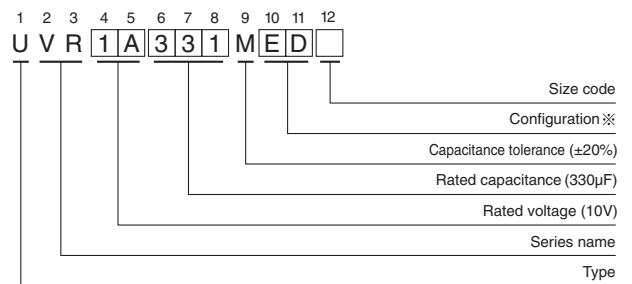 1 2 3 4 5 6 7 8 9 10 11 12
U V R 1 A 3 3 1 M E D
Size code
Configuration※
Capacitance tolerance (±20%)
Rated capacitance (330µF)
Rated voltage (10V)
Series name
Type